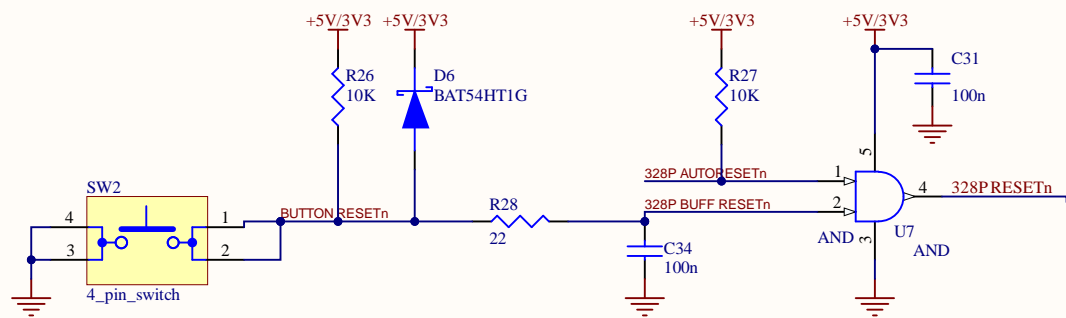 +5V/3V3
+5V/3V3
+5V/3V3
+5V/3V3
R26
10K
D6
BAT54HT1G
R27
10K
C31
100n
5
328P AUTORESETn
1
SW2
4
1
BUTTON RESETn
R28
22
328P BUFF RESETn
2
4
328P RESETn
3
2
C34
100n
AND
3
U7
AND
4_pin_switch